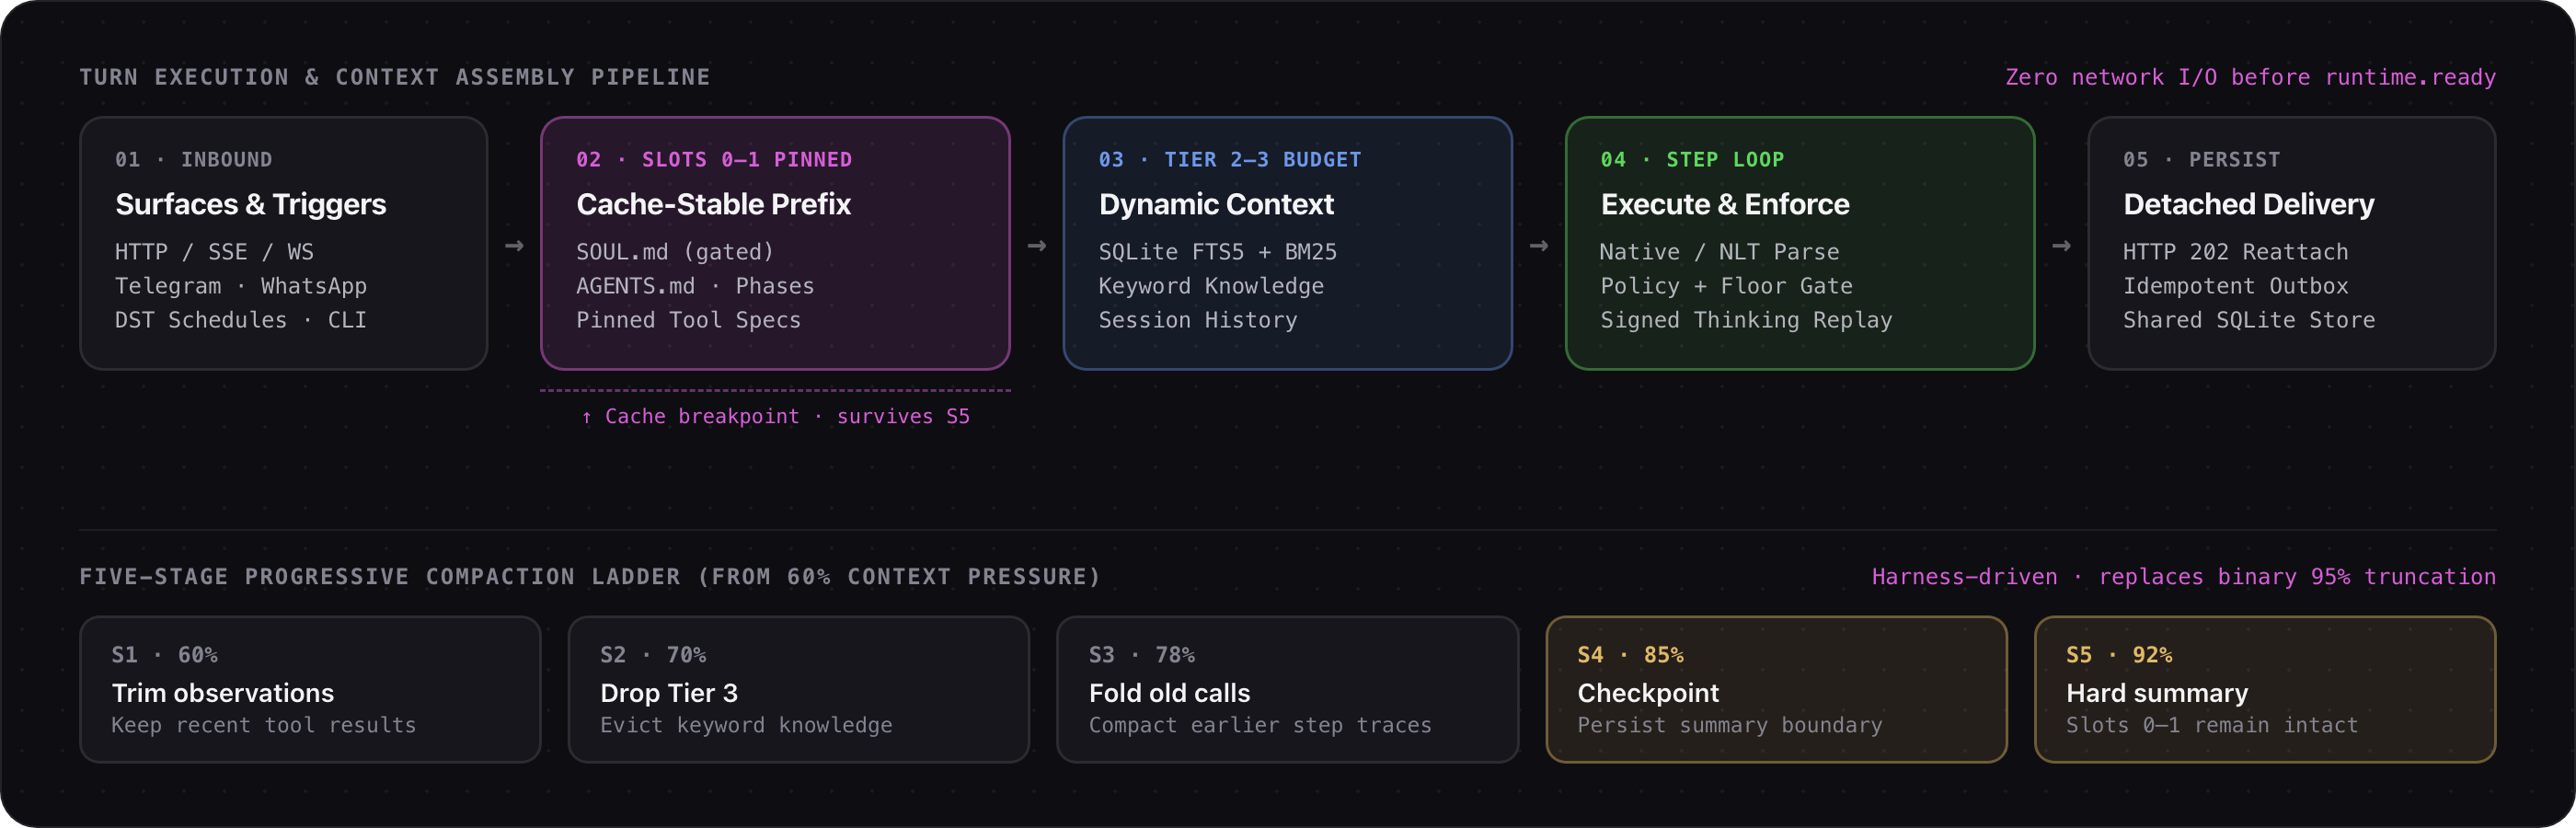 TURN EXECUTION & CONTEXT ASSEMBLY PIPELINE
Zero network I/O before runtime.ready
01 · INBOUND
Surfaces & Triggers
HTTP / SSE / WS
Telegram · WhatsApp
DST Schedules · CLI
→
02 · SLOTS 0–1 PINNED
Cache-Stable Prefix
SOUL.md (gated)
AGENTS.md · Phases
Pinned Tool Specs
→
03 · TIER 2–3 BUDGET
Dynamic Context
SQLite FTS5 + BM25
Keyword Knowledge
Session History
→
04 · STEP LOOP
Execute & Enforce
Native / NLT Parse
Policy + Floor Gate
Signed Thinking Replay
→
05 · PERSIST
Detached Delivery
HTTP 202 Reattach
Idempotent Outbox
Shared SQLite Store
↑ Cache breakpoint · survives S5
FIVE–STAGE PROGRESSIVE COMPACTION LADDER (FROM 60% CONTEXT PRESSURE)
Harness–driven · replaces binary 95% truncation
S1 · 60%
Trim observations
Keep recent tool results
S2 · 70%
Drop Tier 3
Evict keyword knowledge
S3 · 78%
Fold old calls
Compact earlier step traces
S4 · 85%
Checkpoint
Persist summary boundary
S5 · 92%
Hard summary
Slots 0–1 remain intact